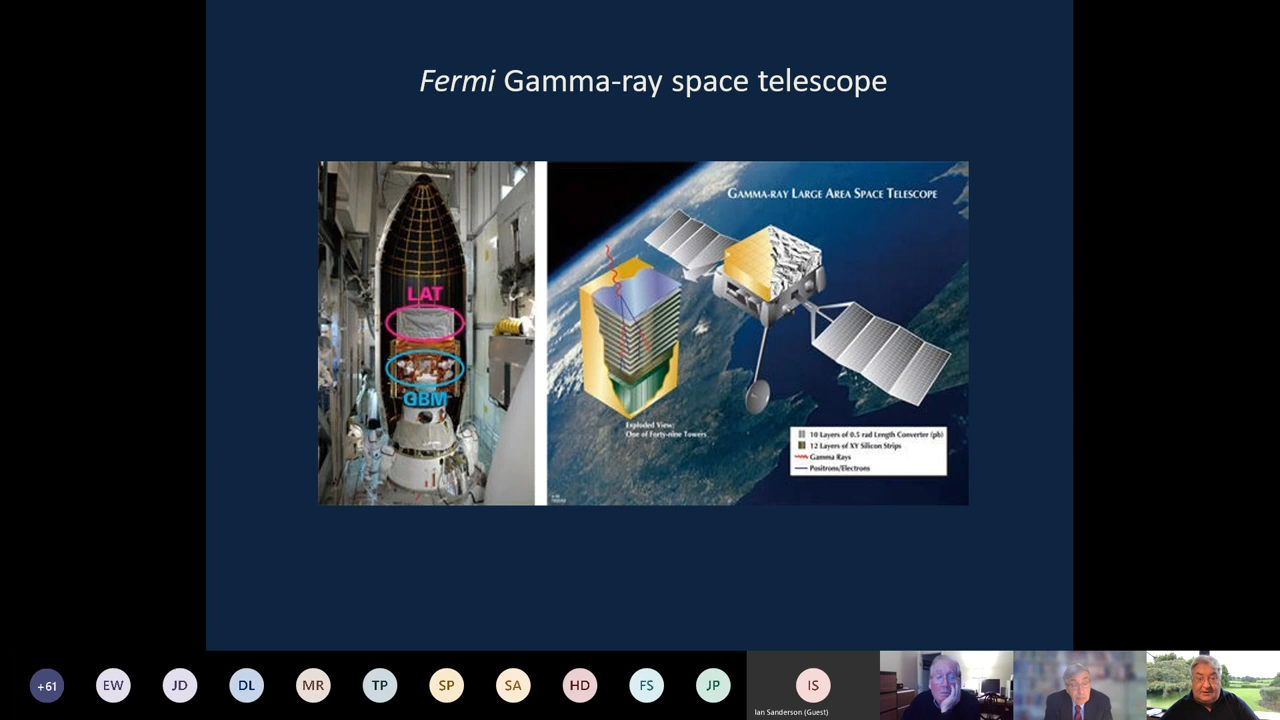 Fermi Gamma-ray space telescope
LAT
GBM
GAMMA-RAY LARGE AREA SPACE TELESCOPE
Exploded View:
One of Forty-nine Towers
10 Layers of 0.5 rad Length Converter (pb)
12 Layers of XY Silicon Strips
Gamma Rays
Positrons/Electrons
+61
EW
JD
DL
MR
TP
SP
SA
HD
FS
JP
IS
Ian Sanderson (Guest)